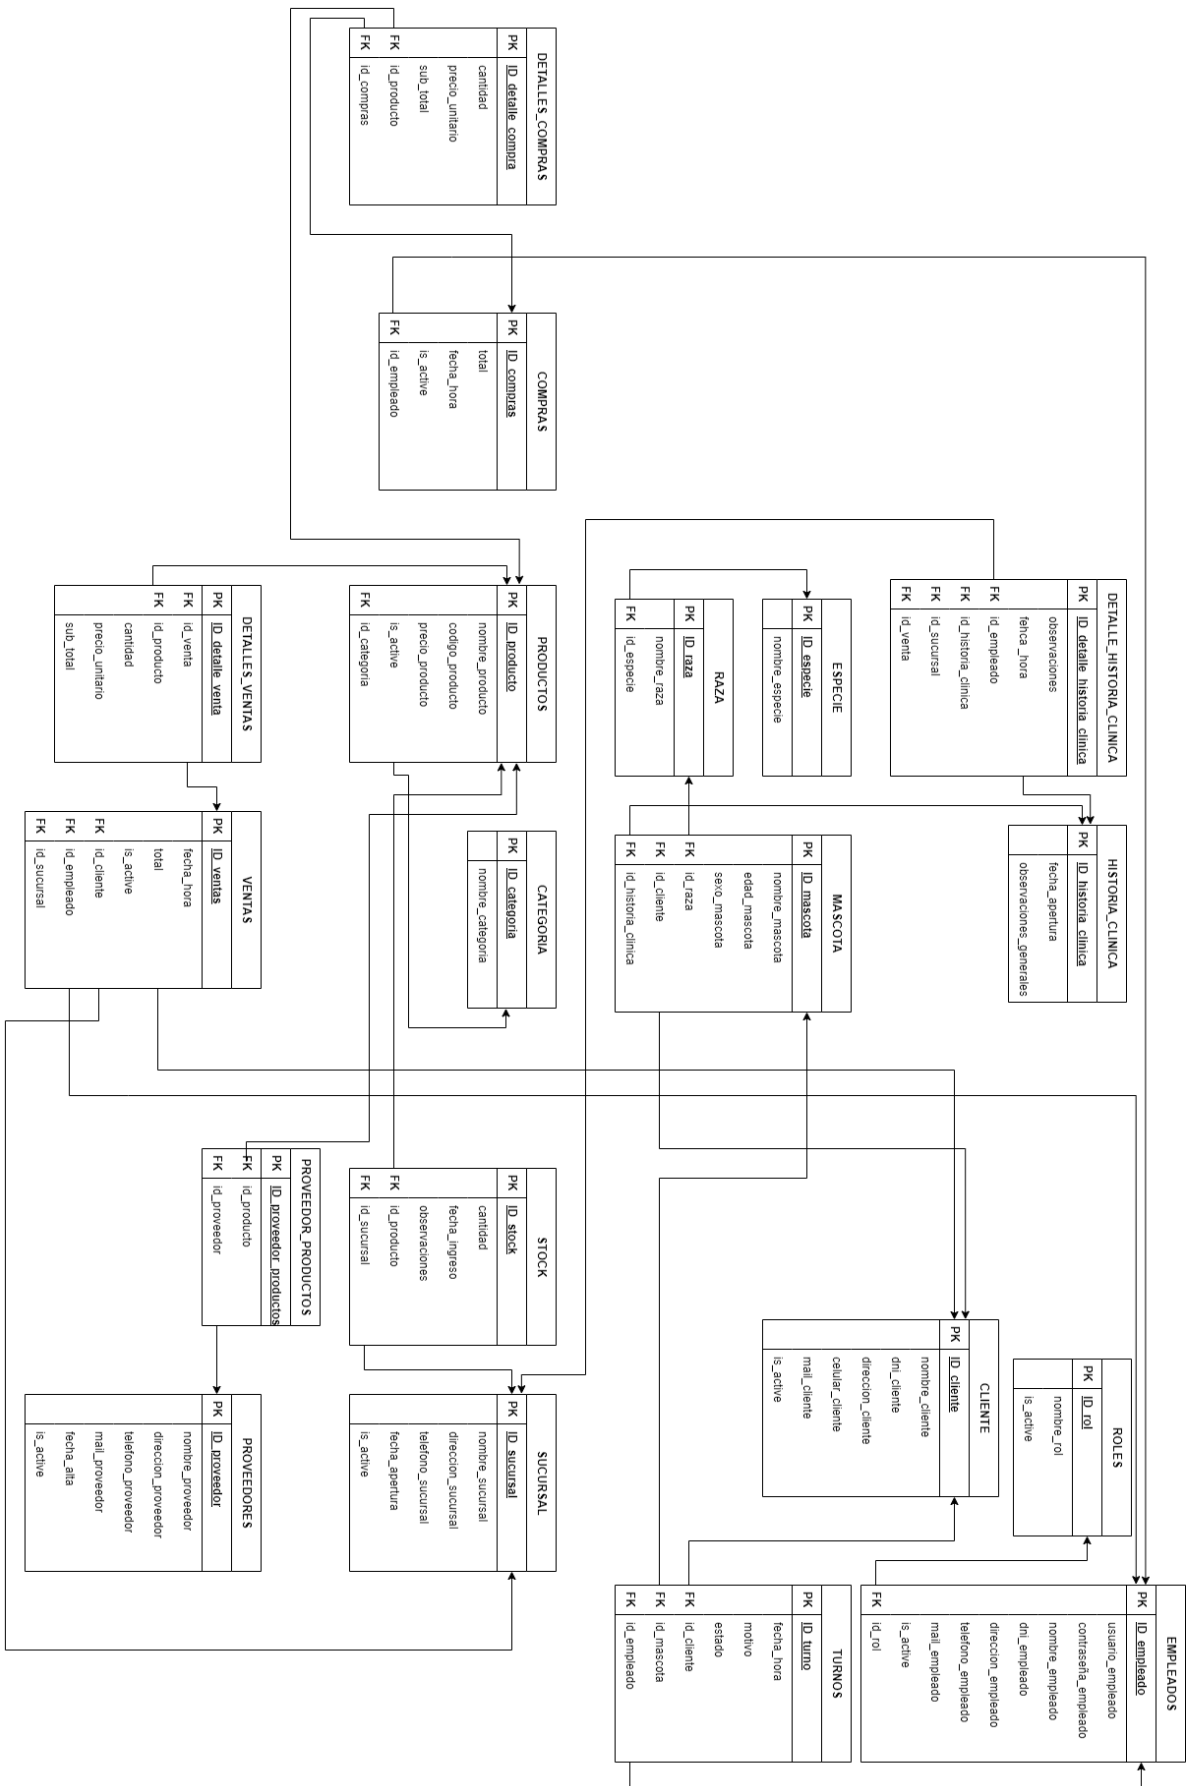 DETALLES_COMPRAS
PK ID_detalle_compra
cantidad
precio_unitario
sub_total
FK id_producto
FK id_compras
COMPRAS
PK ID_compras
total
fecha_hora
is_active
FK id_empleado
DETALLE_HISTORIA_CLINICA
PK ID_detalle_historia_clinica
observaciones
fehca _hora
FK id_empleado
FK id_historia_clinica
FK id_sucursal
FK id_venta
ESPECIE
PK ID_especie
nombre_especie
RAZA
PK ID_raza
nombre_raza
FK id_especie
PRODUCTOS
PK ID_producto
nombre_producto
codigo_producto
precio_producto
is_active
FK id_categoria
DETALLES_VENTAS
PK ID_detalle_venta
FK id_venta
FK id_producto
cantidad
precio_unitario
sub_total
HISTORIA_CLINICA
PK ID_historia_clinica
fecha_apertura
observaciones_generales
MASCOTA
PK ID_mascota
nombre_mascota
edad_mascota
sexo_mascota
FK id_raza
FK id_cliente
FK id_historia_clinica
CATEGORIA
PK ID_categoria
nombre_categoria
VENTAS
PK ID_ventas
fecha_hora
total
is_active
FK id_cliente
FK id_empleado
FK id_sucursal
STOCK
PK ID_stock
cantidad
fecha_ingreso
observaciones
FK id_producto
FK id_sucursal
PROVEEDOR_PRODUCTOS
PK ID_proveedor_productos
FK id_producto
FK id_proveedor
ROLES
PK ID_rol
nombre_rol
is_active
CLIENTE
PK ID_cliente
nombre_cliente
dni_cliente
direccion_cliente
celular_cliente
mail_cliente
is_active
SUCURSAL
PK ID_sucursal
nombre_sucursal
direccion_sucursal
telefono_sucursal
fecha_apertura
is_active
PROVEEDORES
PK ID_proveedor
nombre_proveedor
direccion_proveedor
telefono_proveedor
mail_proveedor
fecha_alta
is_active
EMPLEADOS
PK ID_empleado
usuario_empleado
contraseña_empleado
nombre_empleado
dni_empleado
direccion_empleado
telefono_empleado
mail_empleado
is_active
FK id_rol
TURNOS
PK ID_turno
fecha_hora
motivo
estado
FK id_cliente
FK id_mascota
FK id_empleado